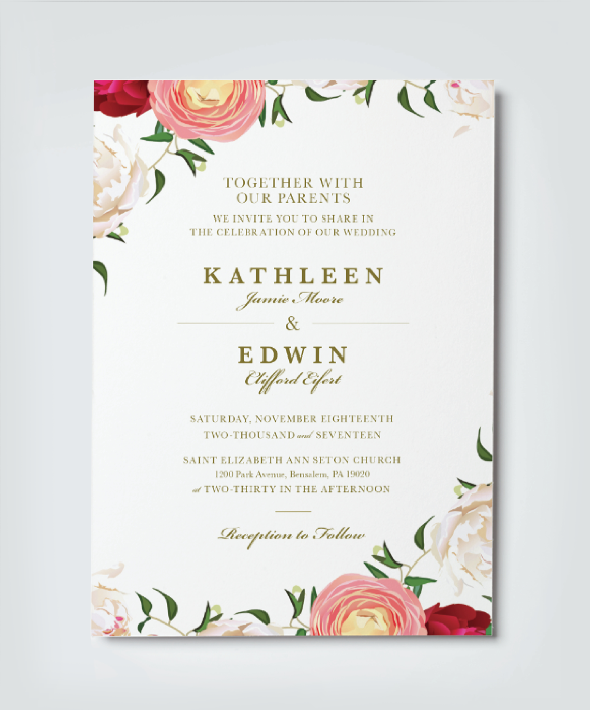 TOGETHER WITH
OUR PARENTS
WE INVITE YOU TO SHARE IN
THE CELEBRATION OF OUR WEDDING
KATHLEEN
Jamie Moore
&
EDWIN
Clifford Eifert
SATURDAY, NOVEMBER EIGHTEENTH
TWO-THOUSAND and SEVENTEEN
SAINT ELIZABETH ANN SETON CHURCH
1200 Park Avenue, Bensalem, PA 19020
at TWO-THIRTY IN THE AFTERNOON
Reception to Follow